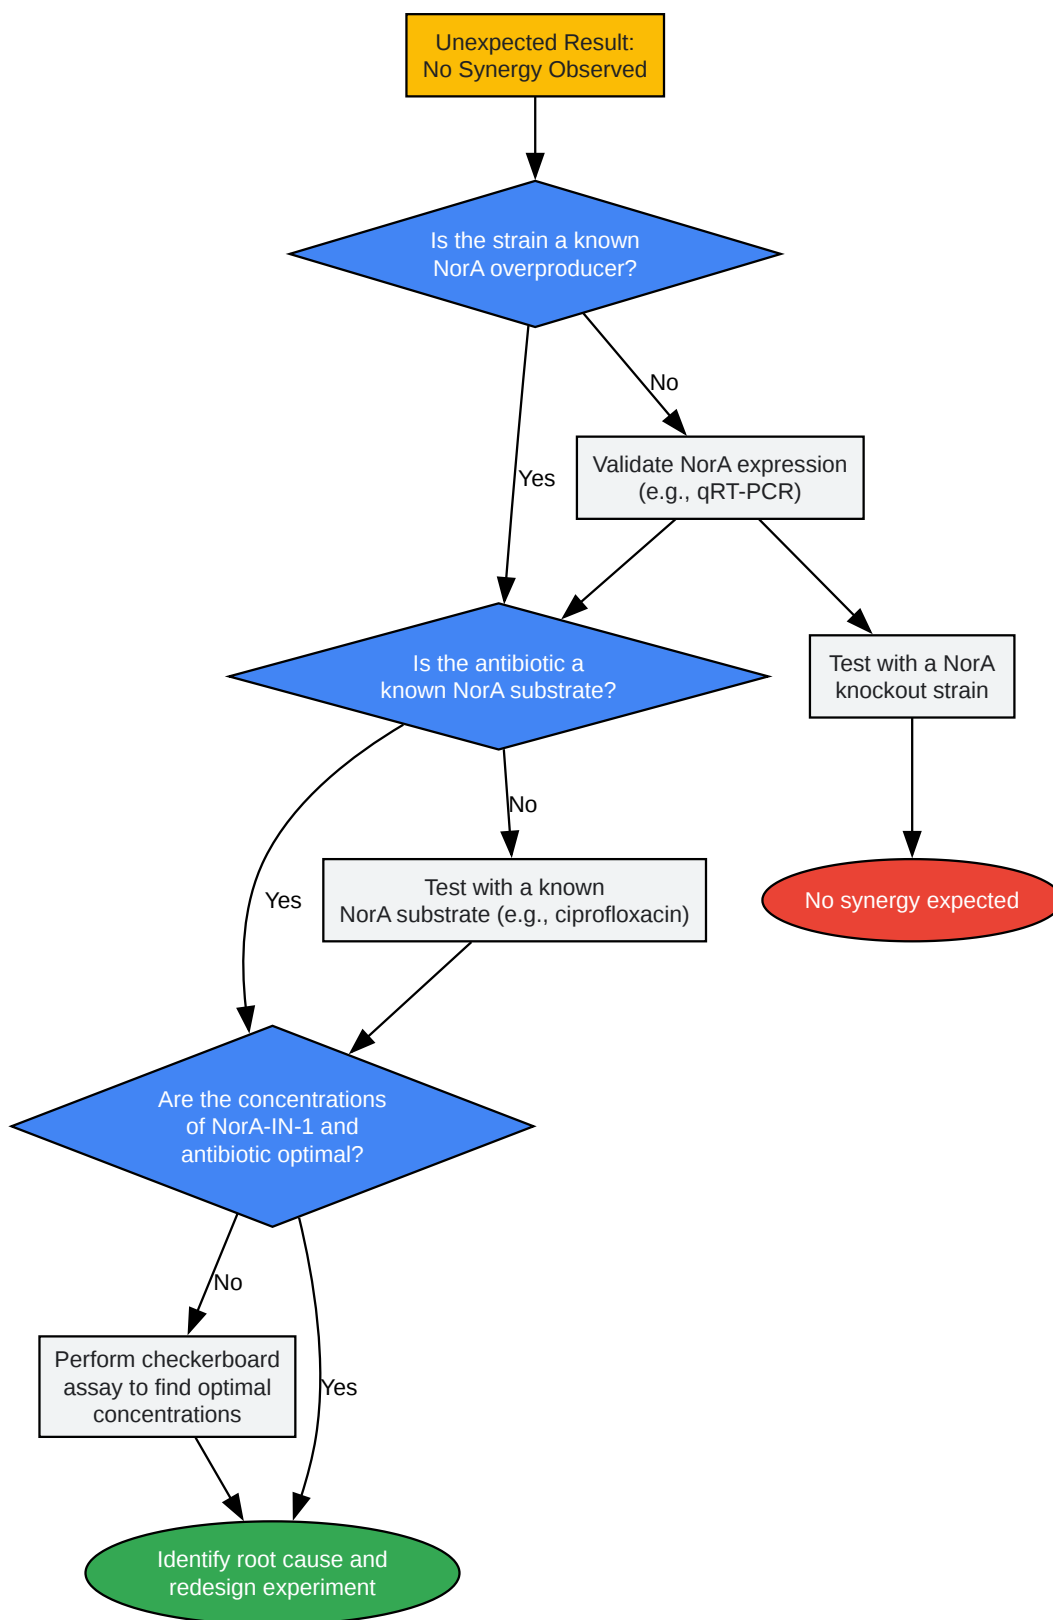 Unexpected Result:
No Synergy Observed
Is the strain a known
NorA overproducer?
No
Yes
Validate NorA expression
(e.g., qRT-PCR)
Is the antibiotic a
known NorA substrate?
Test with a NorA
knockout strain
No
Yes
Test with a known
NorA substrate (e.g., ciprofloxacin)
No synergy expected
Are the concentrations
of NorA-IN-1 and
antibiotic optimal?
No
Yes
Perform checkerboard
assay to find optimal
concentrations
Identify root cause and
redesign experiment